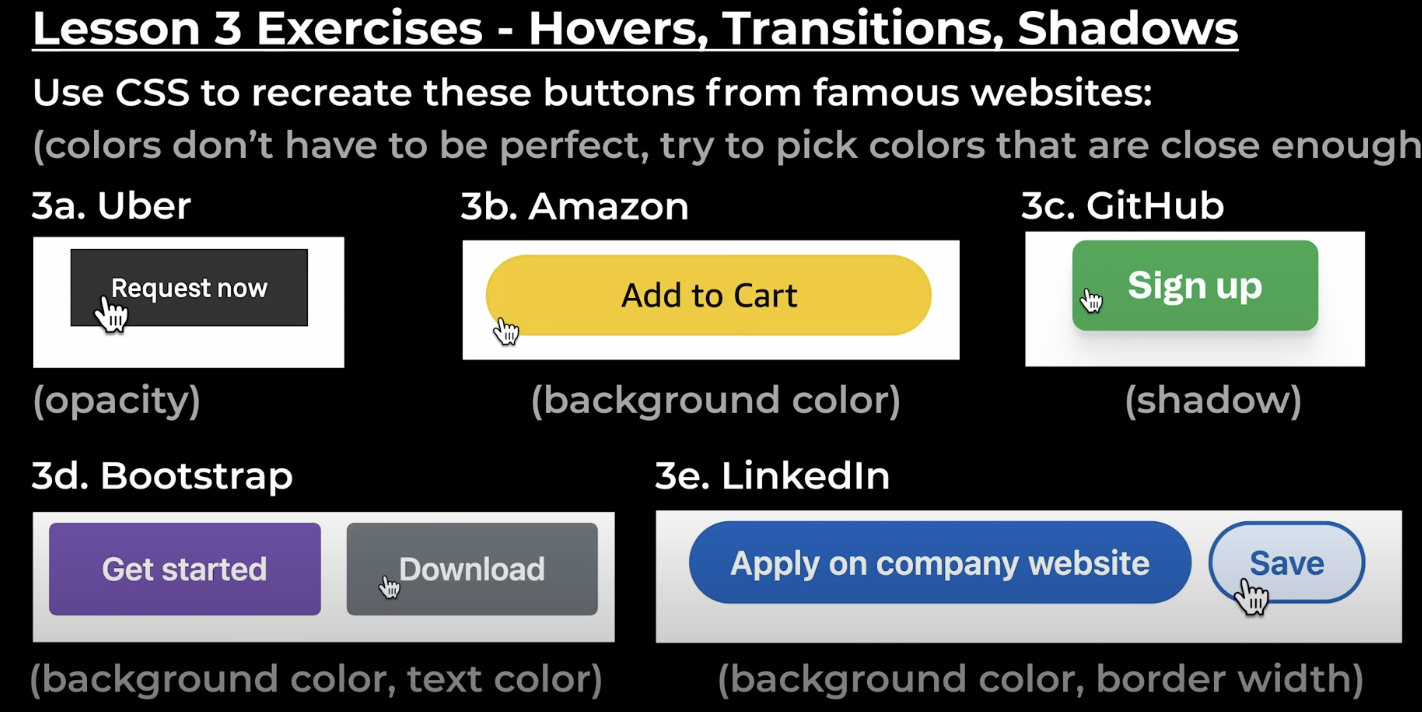 Lesson 3 Exercises - Hovers, Transitions, Shadows
Use CSS to recreate these buttons from famous websites:
(colors don’t have to be perfect, try to pick colors that are close enough
3a. Uber
3b. Amazon
3c. GitHub
Request now
Add to Cart
Sign up
(opacity)
(background color)
(shadow)
3d. Bootstrap
3e. LinkedIn
Get started
Download
Apply on company website
Save
(background color, text color)
(background color, border width)